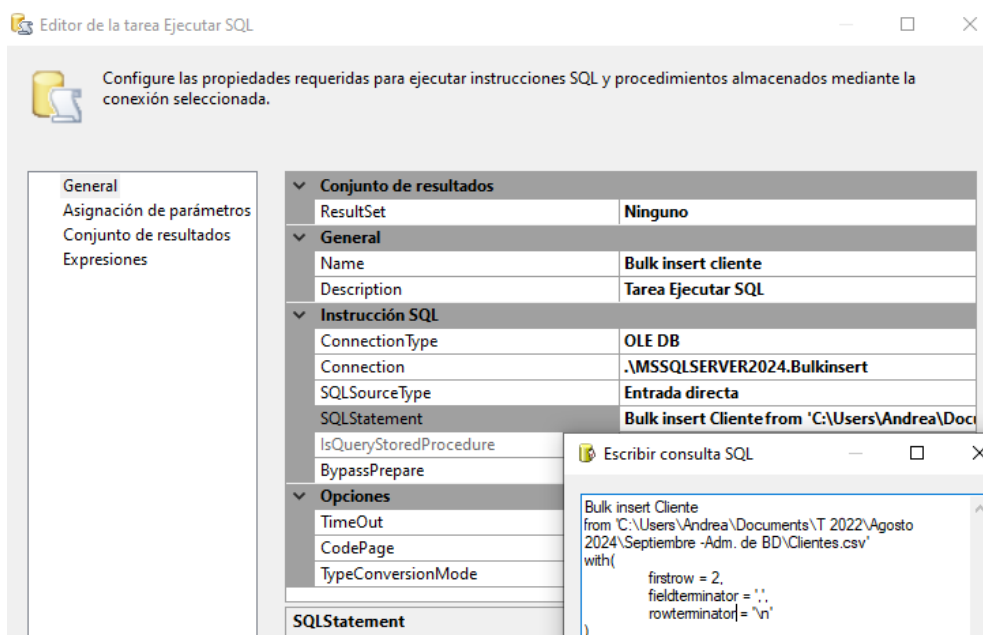 Editor de la tarea Ejecutar SQL
Configure las propiedades requeridas para ejecutar instrucciones SQL y procedimientos almacenados mediante la
conexión seleccionada.
General
Asignación de parámetros
Conjunto de resultados
Expresiones
Conjunto de resultados
ResultSet Ninguno
General
Name Bulk insert cliente
Description Tarea Ejecutar SQL
Instrucción SQL
ConnectionType OLE DB
Connection .\MSSQLSERVER2024.Bulkinsert
SQLSourceType Entrada directa
SQLStatement Bulk insert Cliente from 'C:\Users\Andrea\Docu
IsQueryStoredProcedure
BypassPrepare
Opciones
TimeOut
CodePage
TypeConversionMode
SQLStatement
Escribir consulta SQL
Bulk insert Cliente
from 'C:\Users\Andrea\Documents\T 2022\Agosto
2024\Septiembre -Adm. de BD\Clientes.csv'
with(
firstrow = 2,
fieldterminator = ',',
rowterminator = '\n'
)